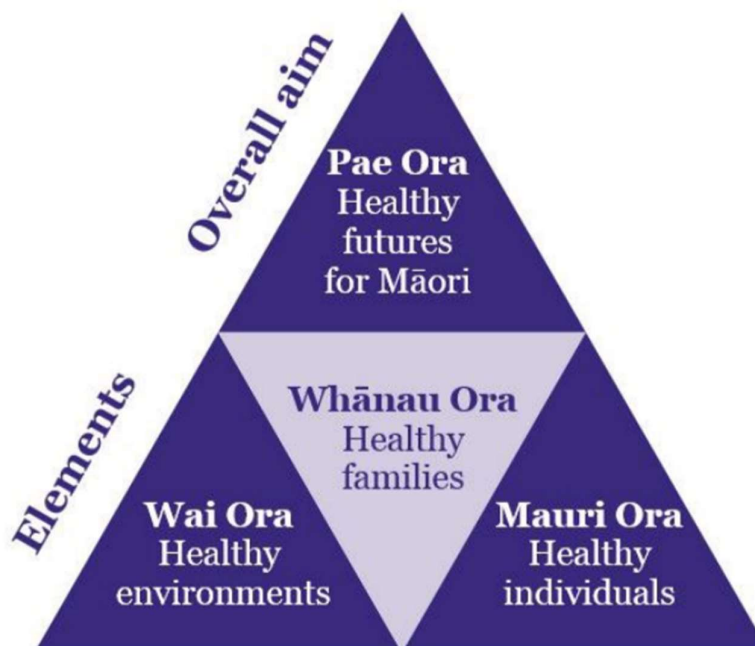 Overall aim
Pae Ora
Healthy
futures
for Māori
Elements
Whānau Ora
Healthy
families
Wai Ora
Healthy
environments
Mauri Ora
Healthy
individuals